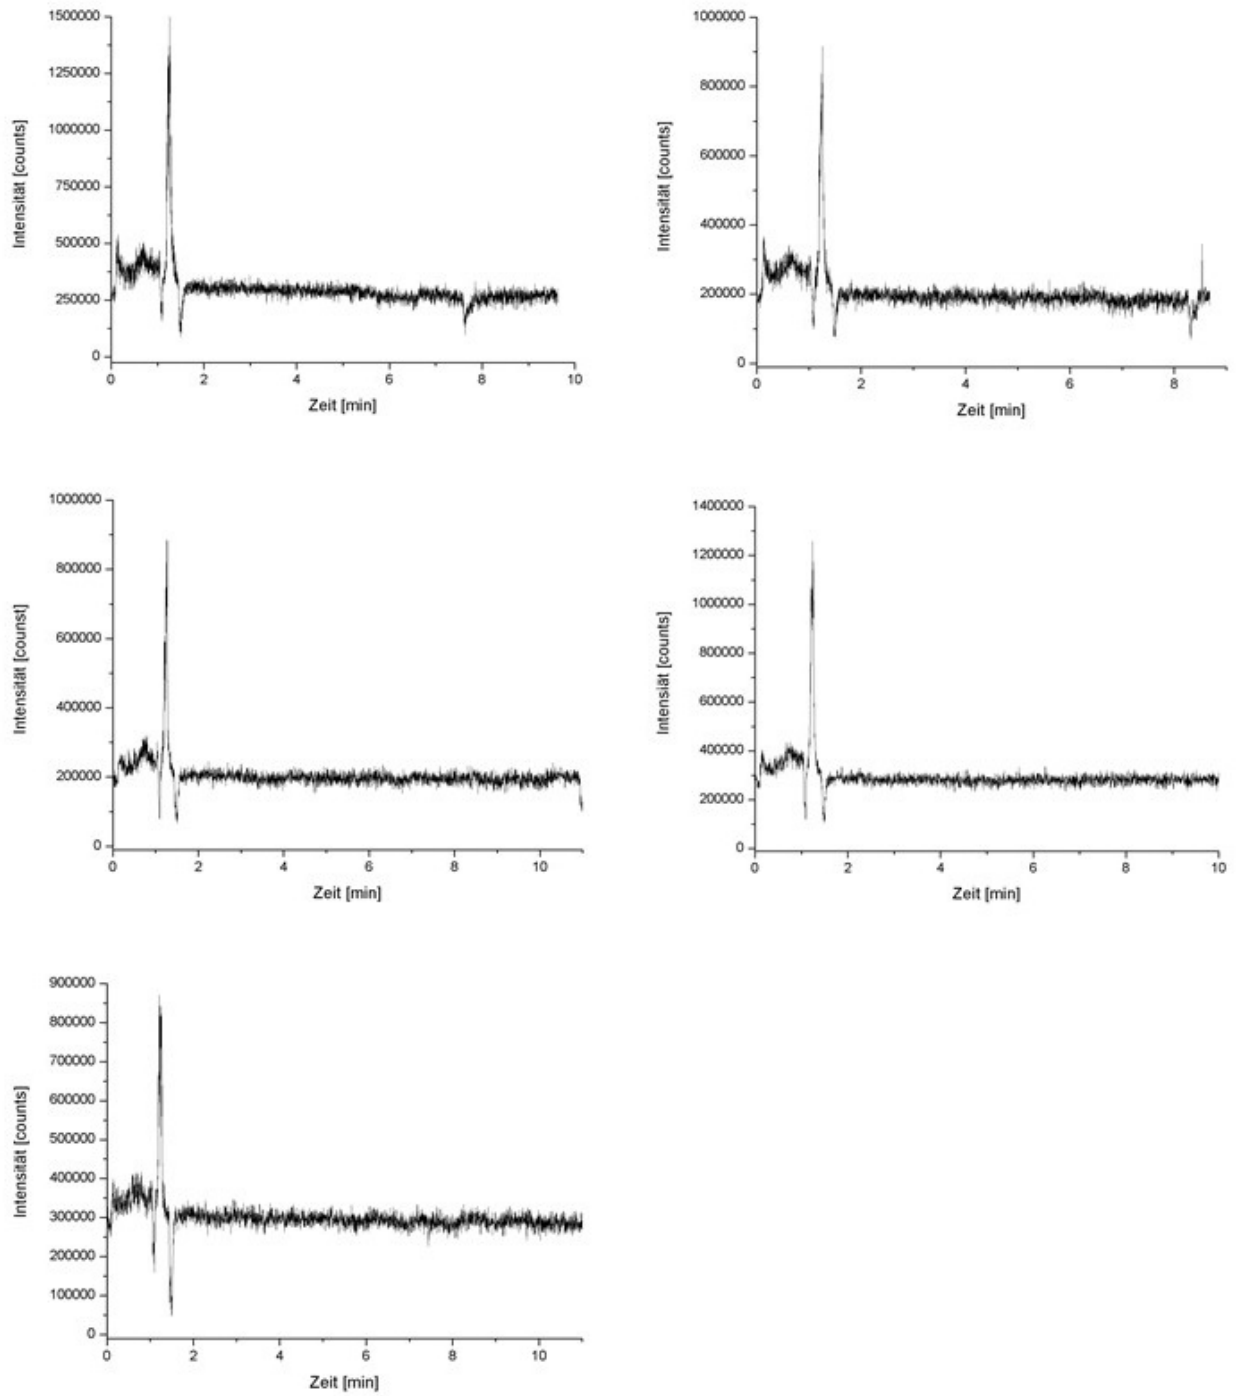 1500000
1250000
1000000
750000
500000
250000
0
Intensität [counts]
0 2 4 6 8 10
Zeit [min]
1000000
800000
600000
400000
200000
0
Intensität [counts]
0 2 4 6 8
Zeit [min]
1000000
800000
600000
400000
200000
0
Intensität [counst]
0 2 4 6 8 10
Zeit [min]
1400000
1200000
1000000
800000
600000
400000
200000
0
Intensiät [counts]
0 2 4 6 8 10
Zeit [min]
900000
800000
700000
600000
500000
400000
300000
200000
100000
0
Intensität [counts]
0 2 4 6 8 10
Zeit [min]